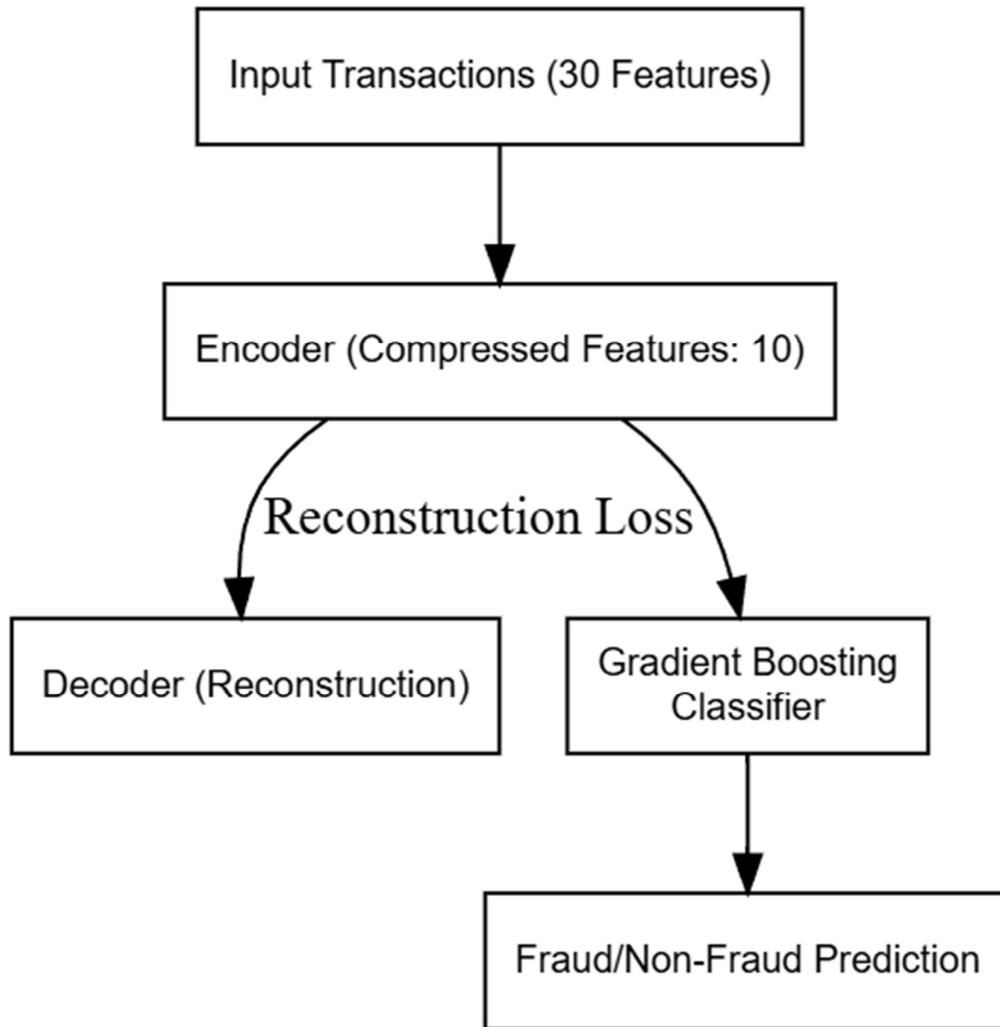 Input Transactions (30 Features)
Encoder (Compressed Features: 10)
Reconstruction Loss
Decoder (Reconstruction)
Gradient Boosting
Classifier
Fraud/Non-Fraud Prediction